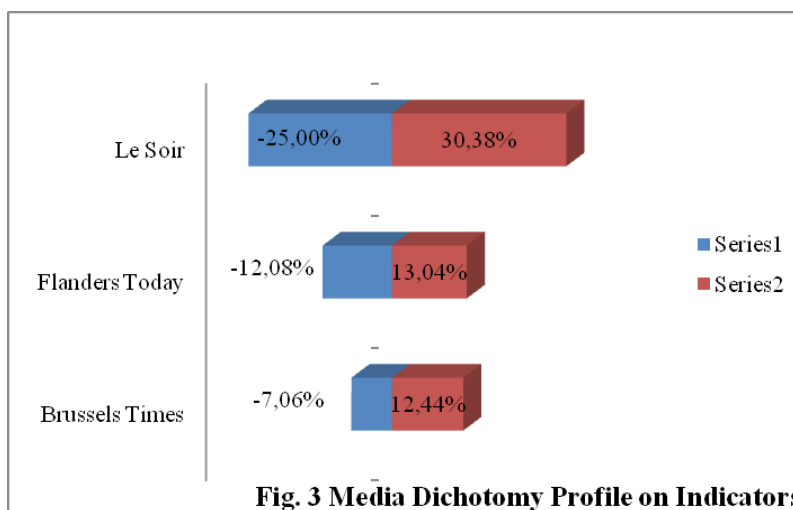 Le Soir
-25,00%
30,38%
Flanders Today
-12,08%
13,04%
Brussels Times
-7,06%
12,44%
Series1
Series2
Fig. 3 Media Dichotomy Profile on Indicators